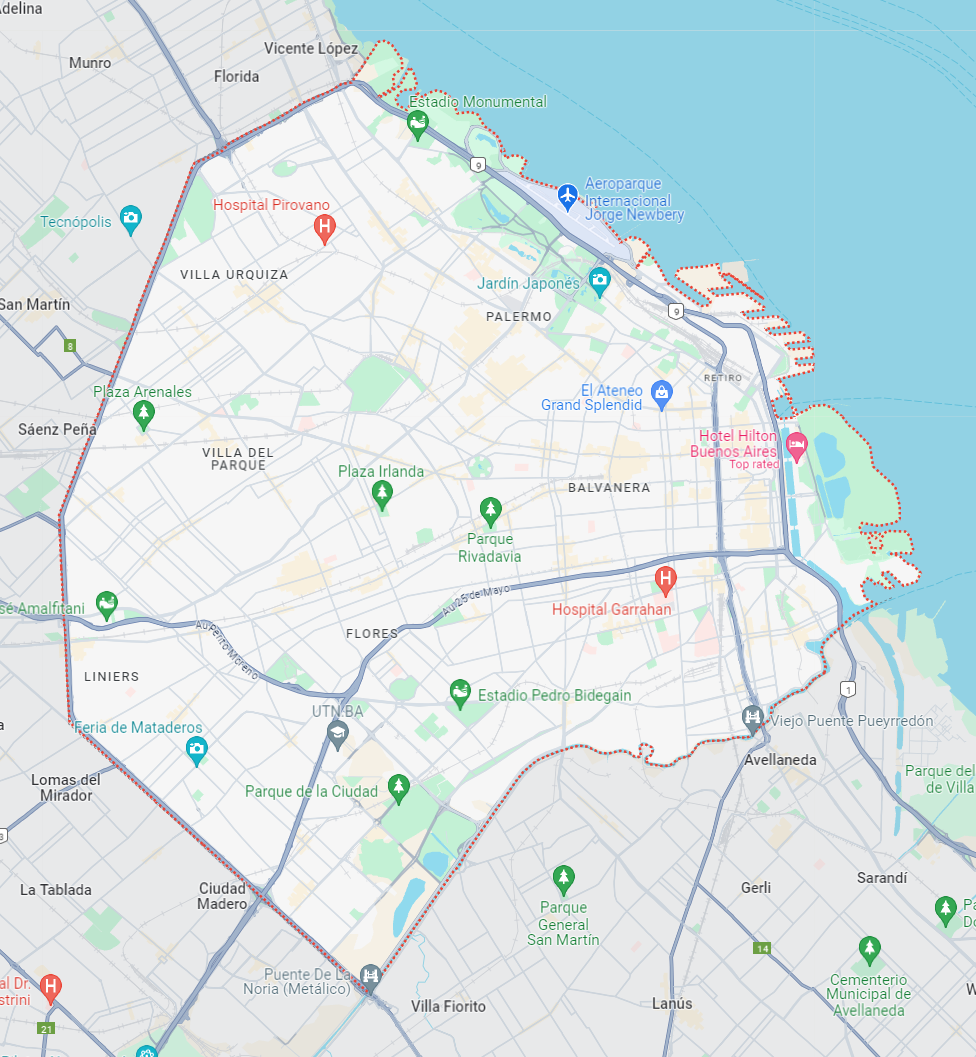 Adelina
Munro
Vicente López
Florida
Estadio Monumental
9
Aeroparque
Internacional
Jorge Newbery
Hospital Pirovano
Tecnópolis
VILLA URQUIZA
Jardín Japonés
San Martín
PALERMO
9
8
RETIRO
Plaza Arenales
El Ateneo
Grand Splendid
Sáenz Peña
Hotel Hilton
Buenos Aires
Top rated
VILLA DEL
PARQUE
Plaza Irlanda
BALVANERA
Parque
Rivadavia
Au 25 de Mayo
Hospital Garrahan
sé Amalfitani
Au Perito Moreno
FLORES
LINIERS
1
Estadio Pedro Bidegain
UTN BA
Feria de Mataderos
Viejo Puente Pueyrredón
Avellaneda
Lomas del
Mirador
Parque de la Ciudad
Parque del
de Villa
3
La Tablada
Ciudad
Madero
Gerli
Sarandí
Parque
General
San Martín
Pa
Do
14
Puente De La
Noria (Metálico)
al Dr.
strini
Cementerio
Municipal de
Avellaneda
Villa Fiorito
Lanús
21